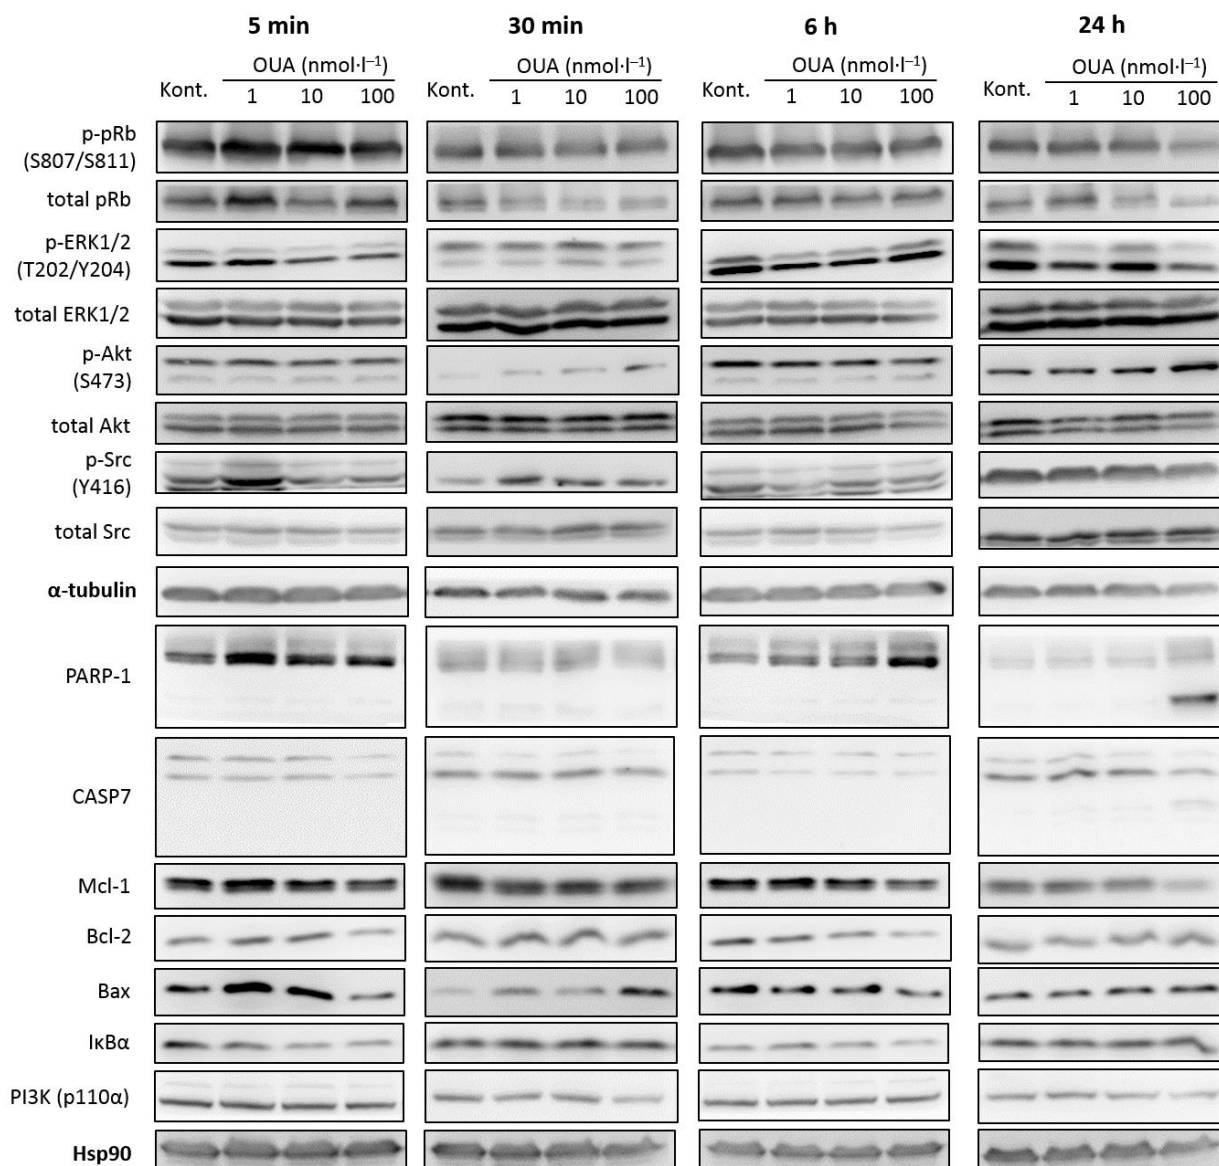 5 min 30 min 6 h 24 h
OUA (nmol·l⁻¹) OUA (nmol·l⁻¹) OUA (nmol·l⁻¹) OUA (nmol·l⁻¹)
Kont. 1 10 100 Kont. 1 10 100 Kont. 1 10 100 Kont. 1 10 100
p-pRb
(S807/S811)
total pRb
p-ERK1/2
(T202/Y204)
total ERK1/2
p-Akt
(S473)
total Akt
p-Src
(Y416)
total Src
α-tubulin
PARP-1
CASP7
Mcl-1
Bcl-2
Bax
IκBα
PI3K (p110α)
Hsp90